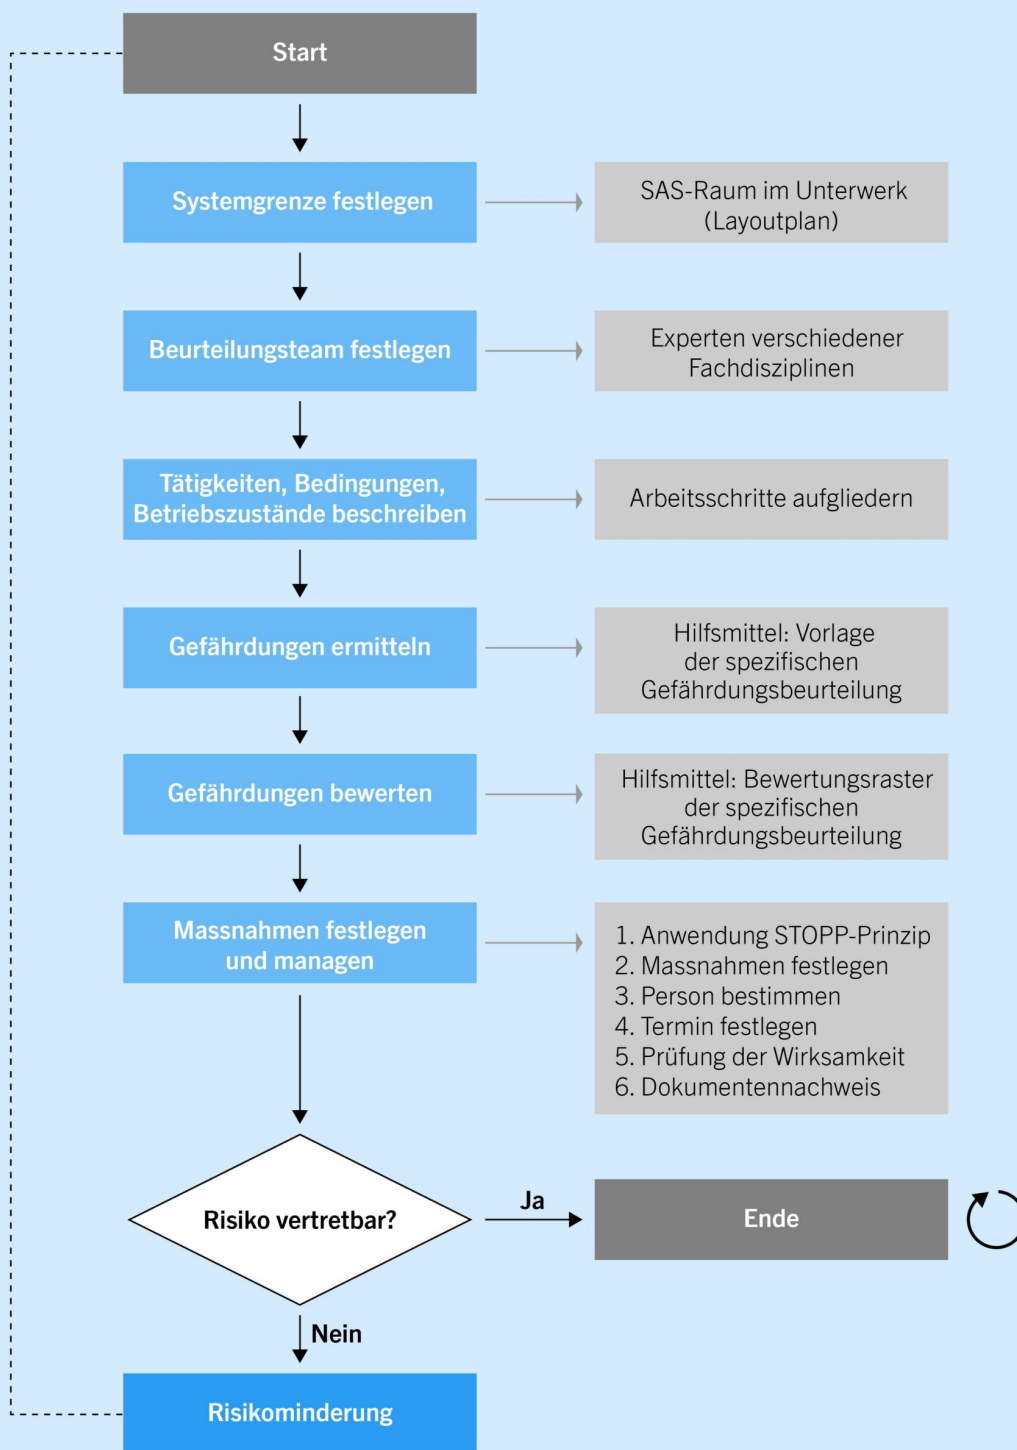 Start
Systemgrenze festlegen
SAS-Raum im Unterwerk
(Layoutplan)
Beurteilungsteam festlegen
Experten verschiedener
Fachdisziplinen
Tätigkeiten, Bedingungen,
Betriebszustände beschreiben
Arbeitsschritte aufgliedern
Gefährdungen ermitteln
Hilfsmittel: Vorlage
der spezifischen
Gefährdungsbeurteilung
Gefährdungen bewerten
Hilfsmittel: Bewertungsraster
der spezifischen
Gefährdungsbeurteilung
Massnahmen festlegen
und managen
1. Anwendung STOPP-Prinzip
2. Massnahmen festlegen
3. Person bestimmen
4. Termin festlegen
5. Prüfung der Wirksamkeit
6. Dokumentennachweis
Risiko vertretbar?
Ja
Ende
Nein
Risikominderung